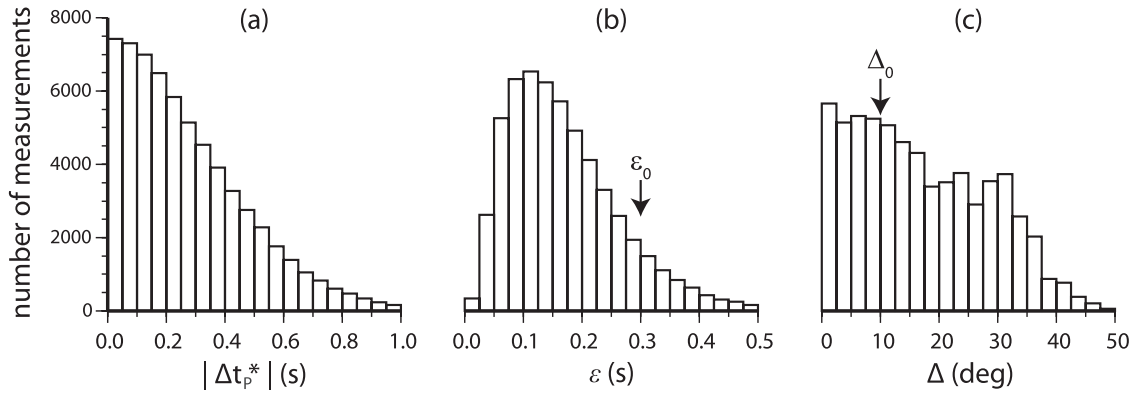 (a) (b) (c)
number of measurements
8000
6000
4000
2000
0
ε₀
Δ₀
0.0 0.2 0.4 0.6 0.8 1.0
0.0 0.1 0.2 0.3 0.4 0.5
0 10 20 30 40 50
| Δtₚ* | (s)
ε (s)
Δ (deg)